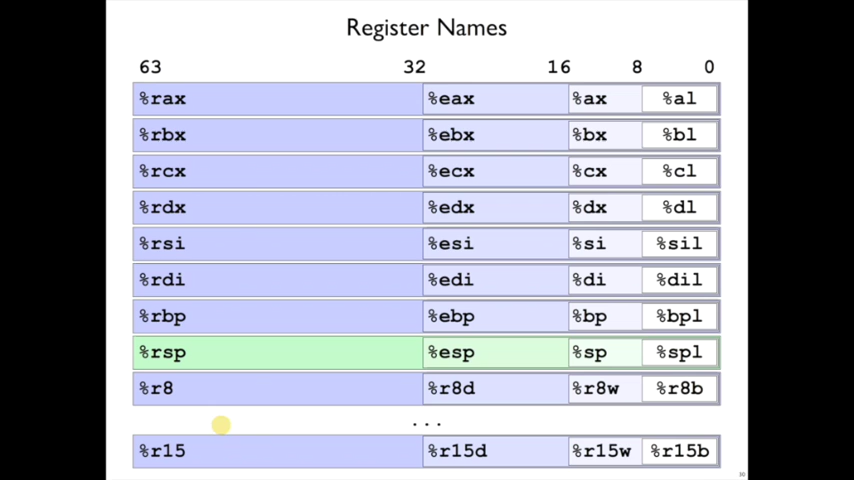 Register Names
63 32 16 8 0
%rax %eax %ax %al
%rbx %ebx %bx %bl
%rcx %ecx %cx %cl
%rdx %edx %dx %dl
%rsi %esi %si %sil
%rdi %edi %di %dil
%rbp %ebp %bp %bpl
%rsp %esp %sp %spl
%r8 %r8d %r8w %r8b
...
%r15 %r15d %r15w %r15b
30